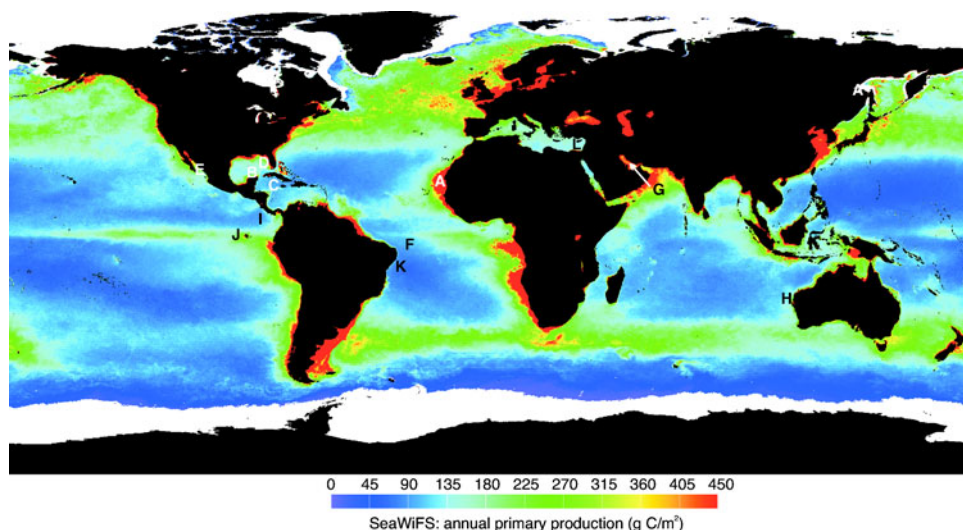 A
I
D
L
E
B
C
A
G
I
J
F
K
K
H
0 45 90 135 180 225 270 315 360 405 450
SeaWiFS: annual primary production (g C/m²)